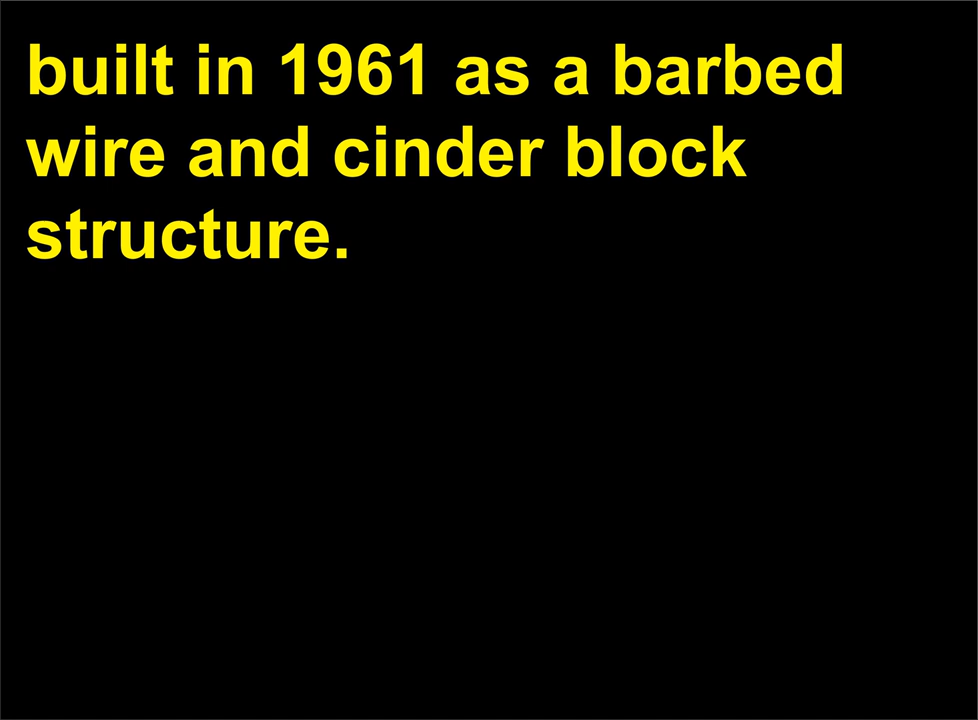 built in 1961 as a barbed
wire and cinder block
structure.